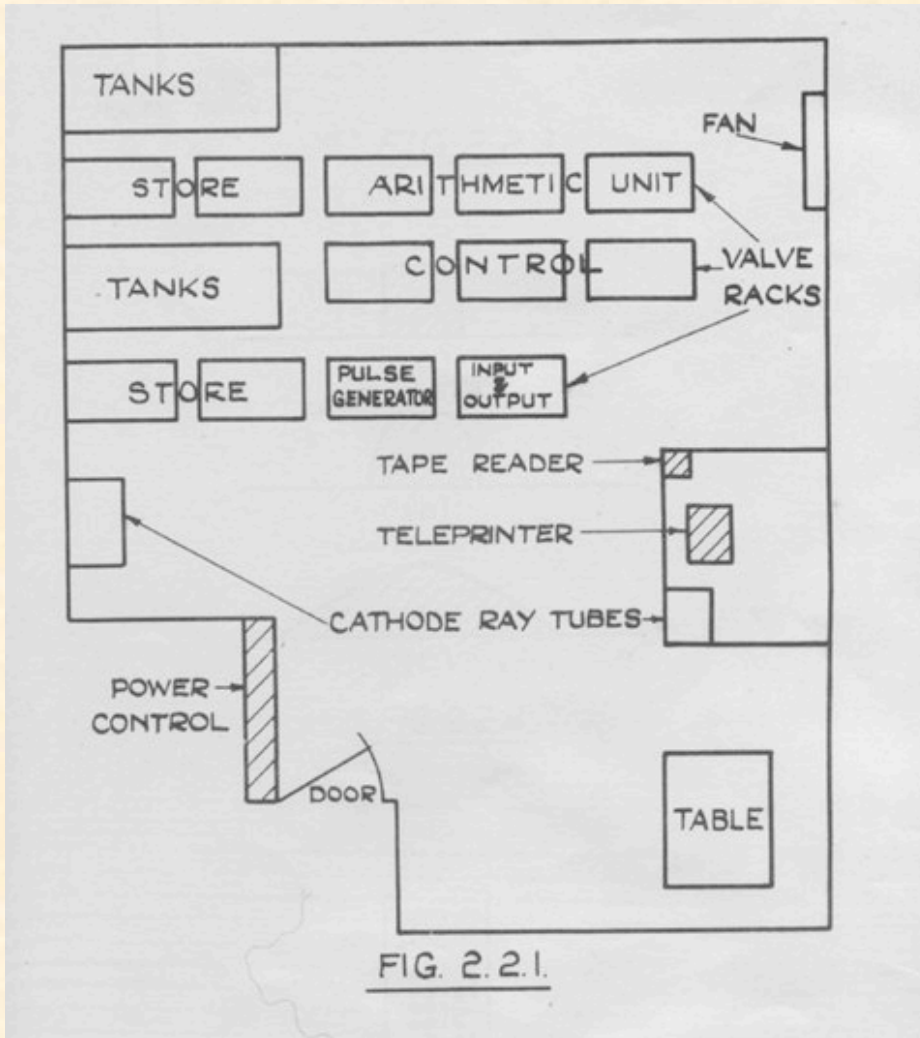 TANKS
FAN
STORE
ARITHMETIC UNIT
CONTROL
VALVE
RACKS
TANKS
STORE
PULSE
GENERATOR
INPUT
&
OUTPUT
TAPE READER
TELEPRINTER
CATHODE RAY TUBES
POWER
CONTROL
DOOR
TABLE
FIG. 2.2.1.